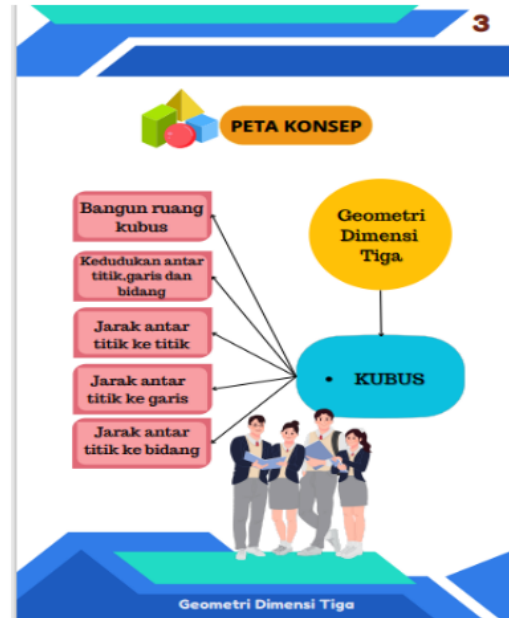 3
PETA KONSEP
Bangun ruang
kubus
Kedudukan antar
titik,garis dan
bidang
Jarak antar
titik ke titik
Jarak antar
titik ke garis
Jarak antar
titik ke bidang
Geometri
Dimensi
Tiga
• KUBUS
Geometri Dimensi Tiga